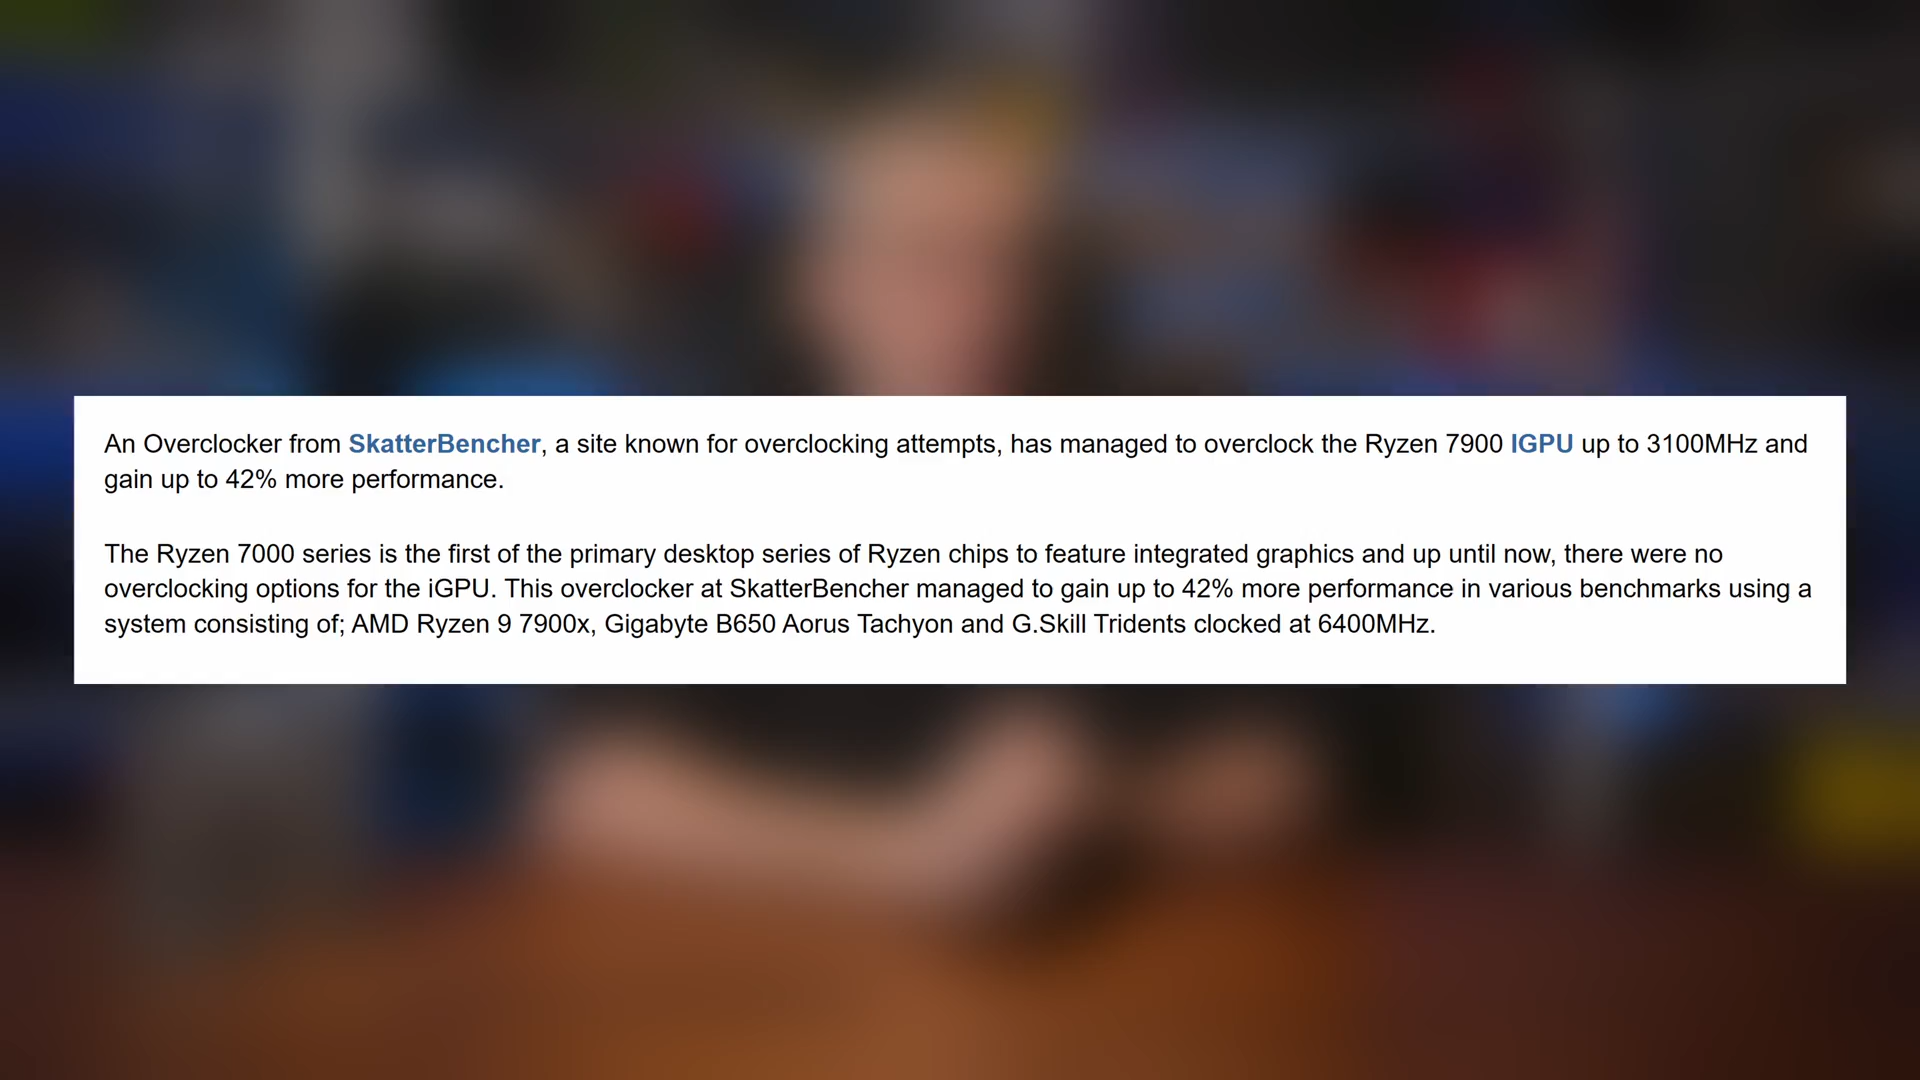 An Overclocker from SkatterBencher, a site known for overclocking attempts, has managed to overclock the Ryzen 7900 IGPU up to 3100MHz and
gain up to 42% more performance.
The Ryzen 7000 series is the first of the primary desktop series of Ryzen chips to feature integrated graphics and up until now, there were no
overclocking options for the iGPU. This overclocker at SkatterBencher managed to gain up to 42% more performance in various benchmarks using a
system consisting of; AMD Ryzen 9 7900x, Gigabyte B650 Aorus Tachyon and G.Skill Tridents clocked at 6400MHz.